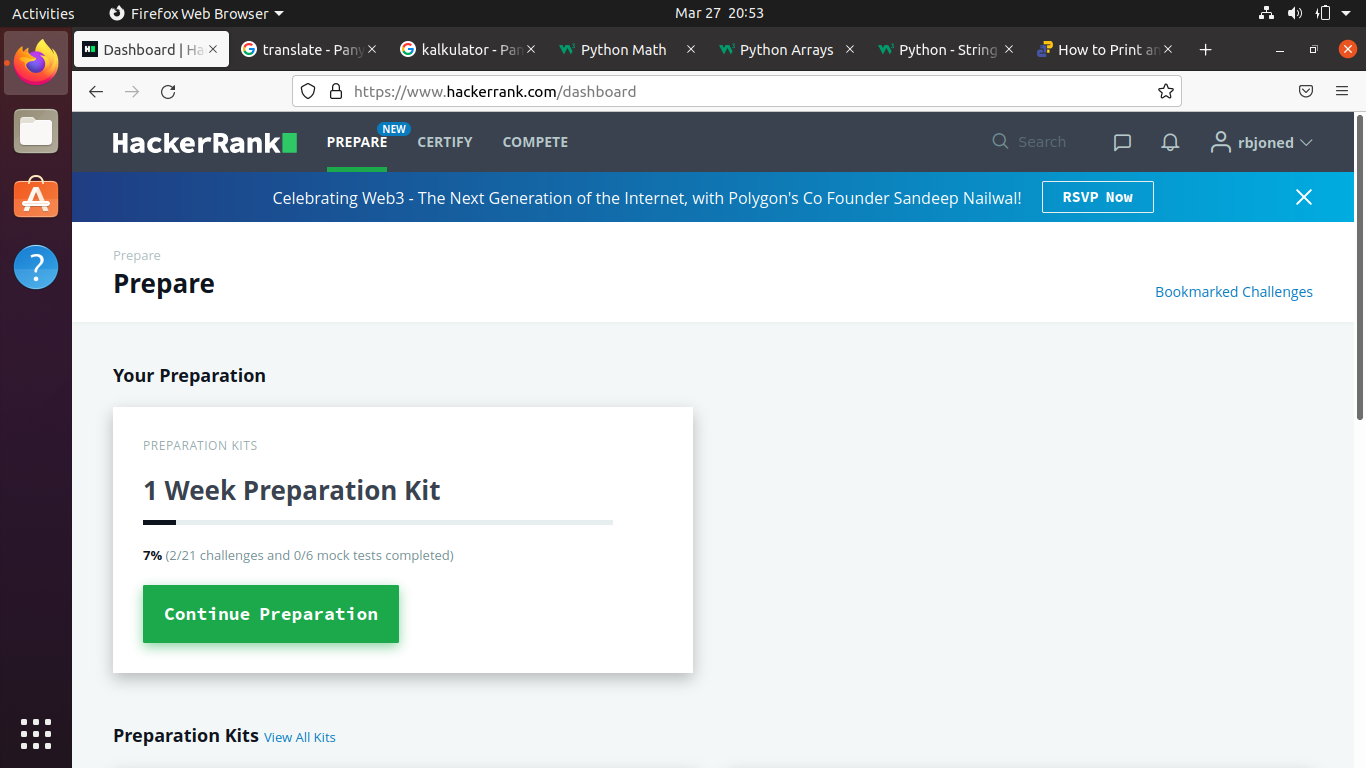 Activities Firefox Web Browser Mar 27 20:53
Dashboard | Ha translate - Pan kalkulator - Pan Python Math Python Arrays Python - String How to Print an
https://www.hackerrank.com/dashboard
HackerRank PREPARE NEW CERTIFY COMPETE Search rbjoned
Celebrating Web3 - The Next Generation of the Internet, with Polygon's Co Founder Sandeep Nailwal! RSVP Now
Prepare
Prepare
Bookmarked Challenges
Your Preparation
PREPARATION KITS
1 Week Preparation Kit
7% (2/21 challenges and 0/6 mock tests completed)
Continue Preparation
Preparation Kits View All Kits